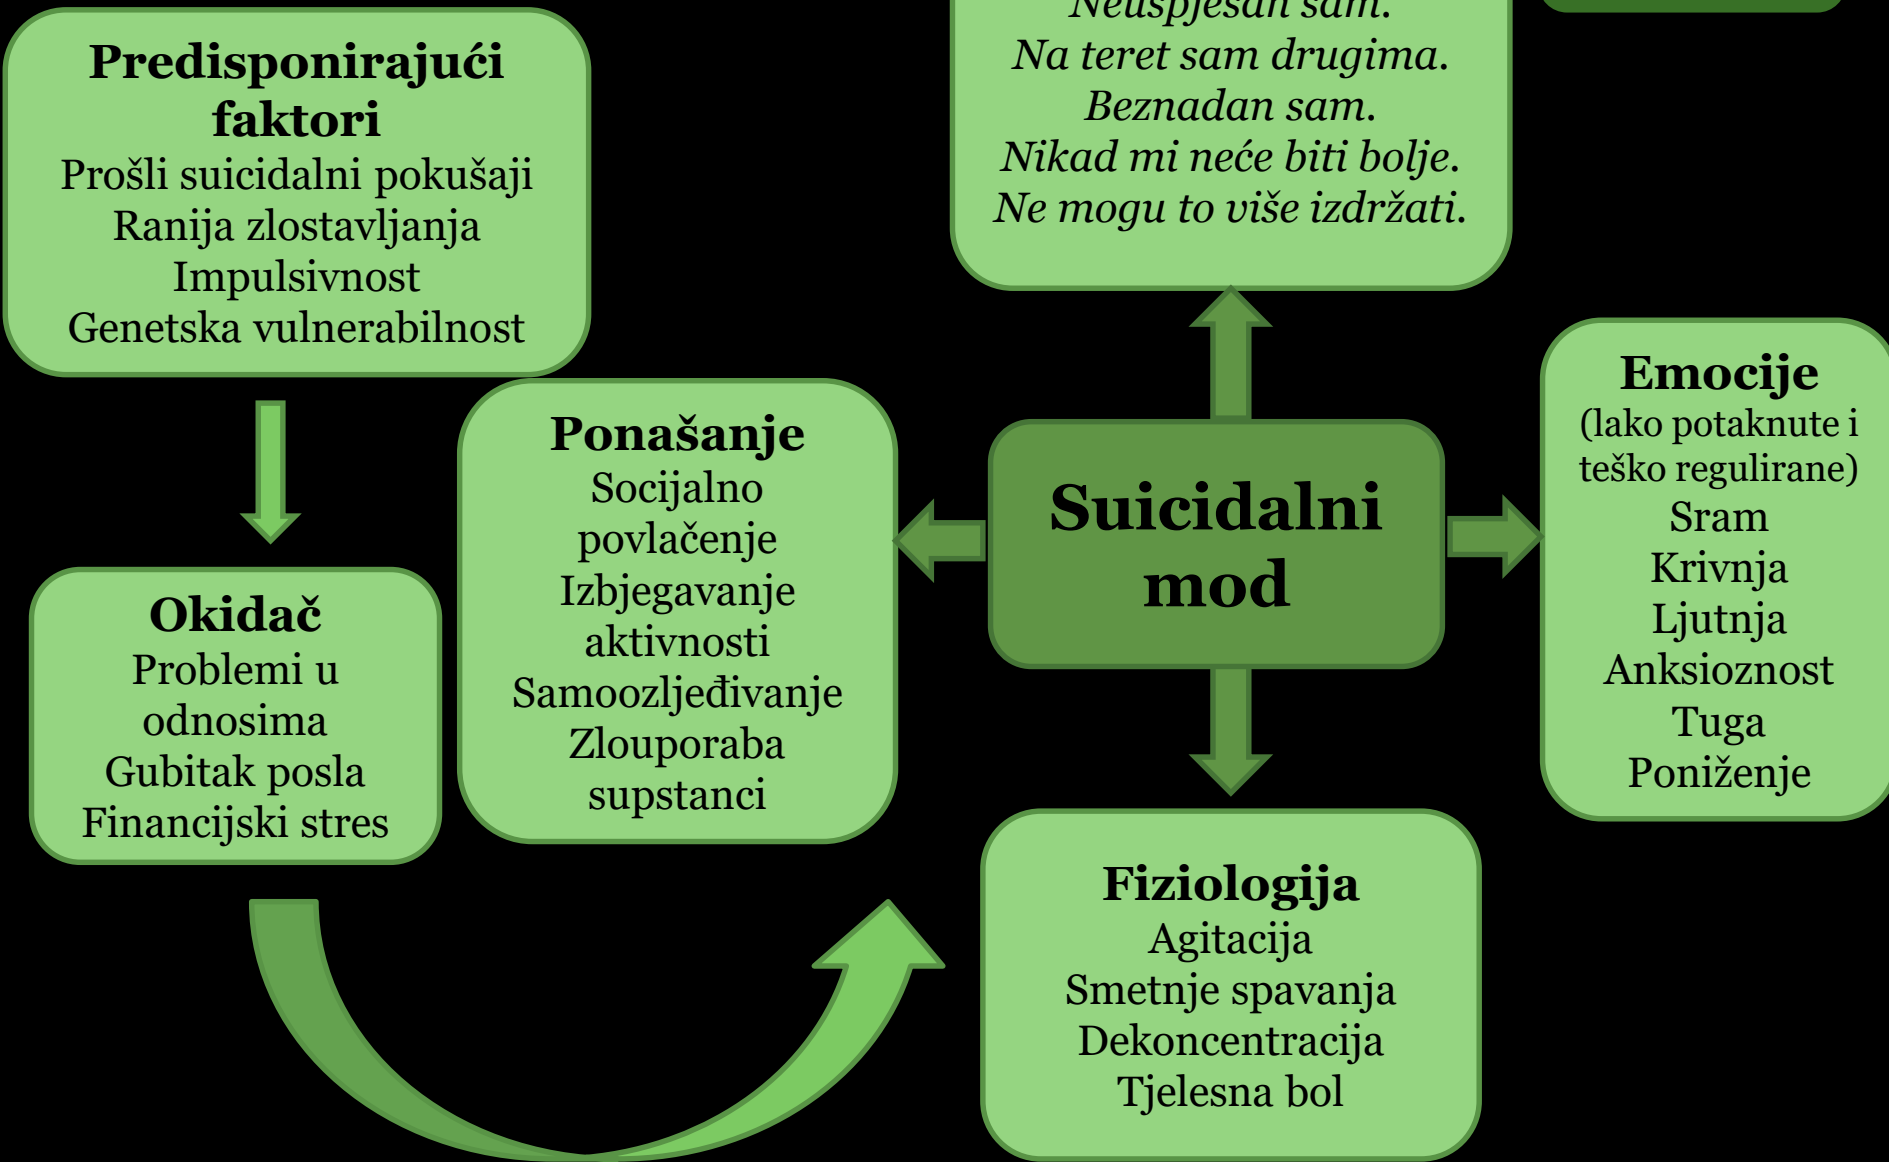 Predisponirajući
faktori
Prošli suicidalni pokušaji
Ranija zlostavljanja
Impulsivnost
Genetska vulnerabilnost
Okidač
Problemi u
odnosima
Gubitak posla
Financijski stres
Ponašanje
Socijalno
povlačenje
Izbjegavanje
aktivnosti
Samoozljeđivanje
Zlouporaba
supstanci
Neuspješan sam.
Na teret sam drugima.
Beznadan sam.
Nikad mi neće biti bolje.
Ne mogu to više izdržati.
Suicidalni
mod
Emocije
(lako potaknute i
teško regulirane)
Sram
Krivnja
Ljutnja
Anksioznost
Tuga
Poniženje
Fiziologija
Agitacija
Smetnje spavanja
Dekoncentracija
Tjelesna bol